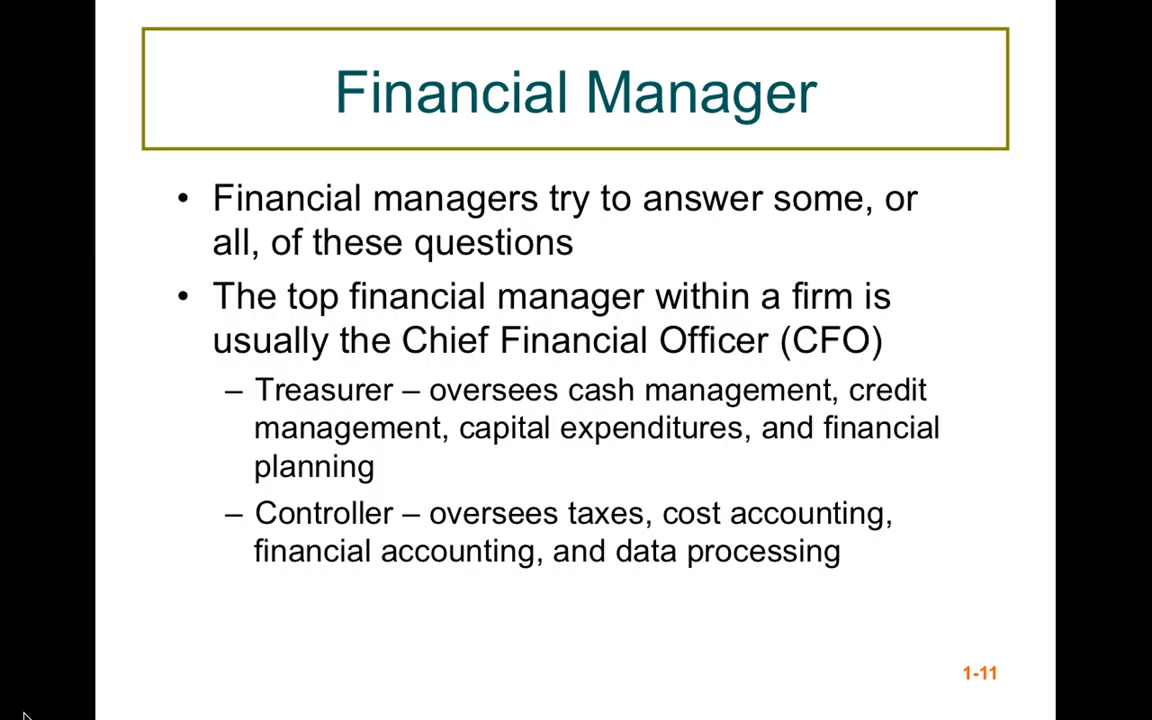 Financial Manager
• Financial managers try to answer some, or
all, of these questions
• The top financial manager within a firm is
usually the Chief Financial Officer (CFO)
– Treasurer – oversees cash management, credit
management, capital expenditures, and financial
planning
– Controller – oversees taxes, cost accounting,
financial accounting, and data processing
1-11